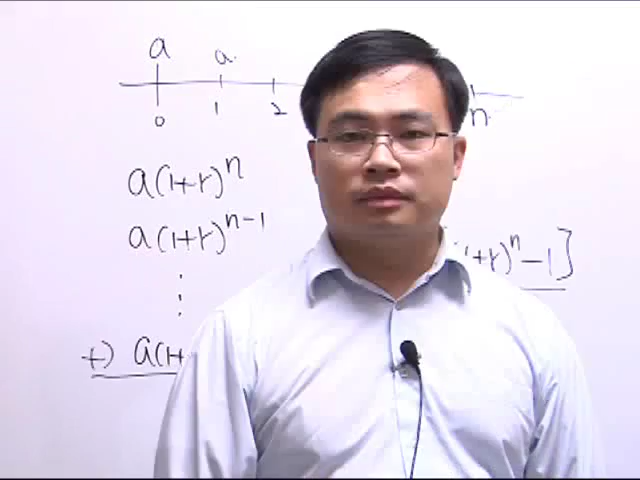 a a
0 1 2 n
a(1+r)^n
a(1+r)^{n-1}
⋮
(1+r)^n-1]
+) a(1+